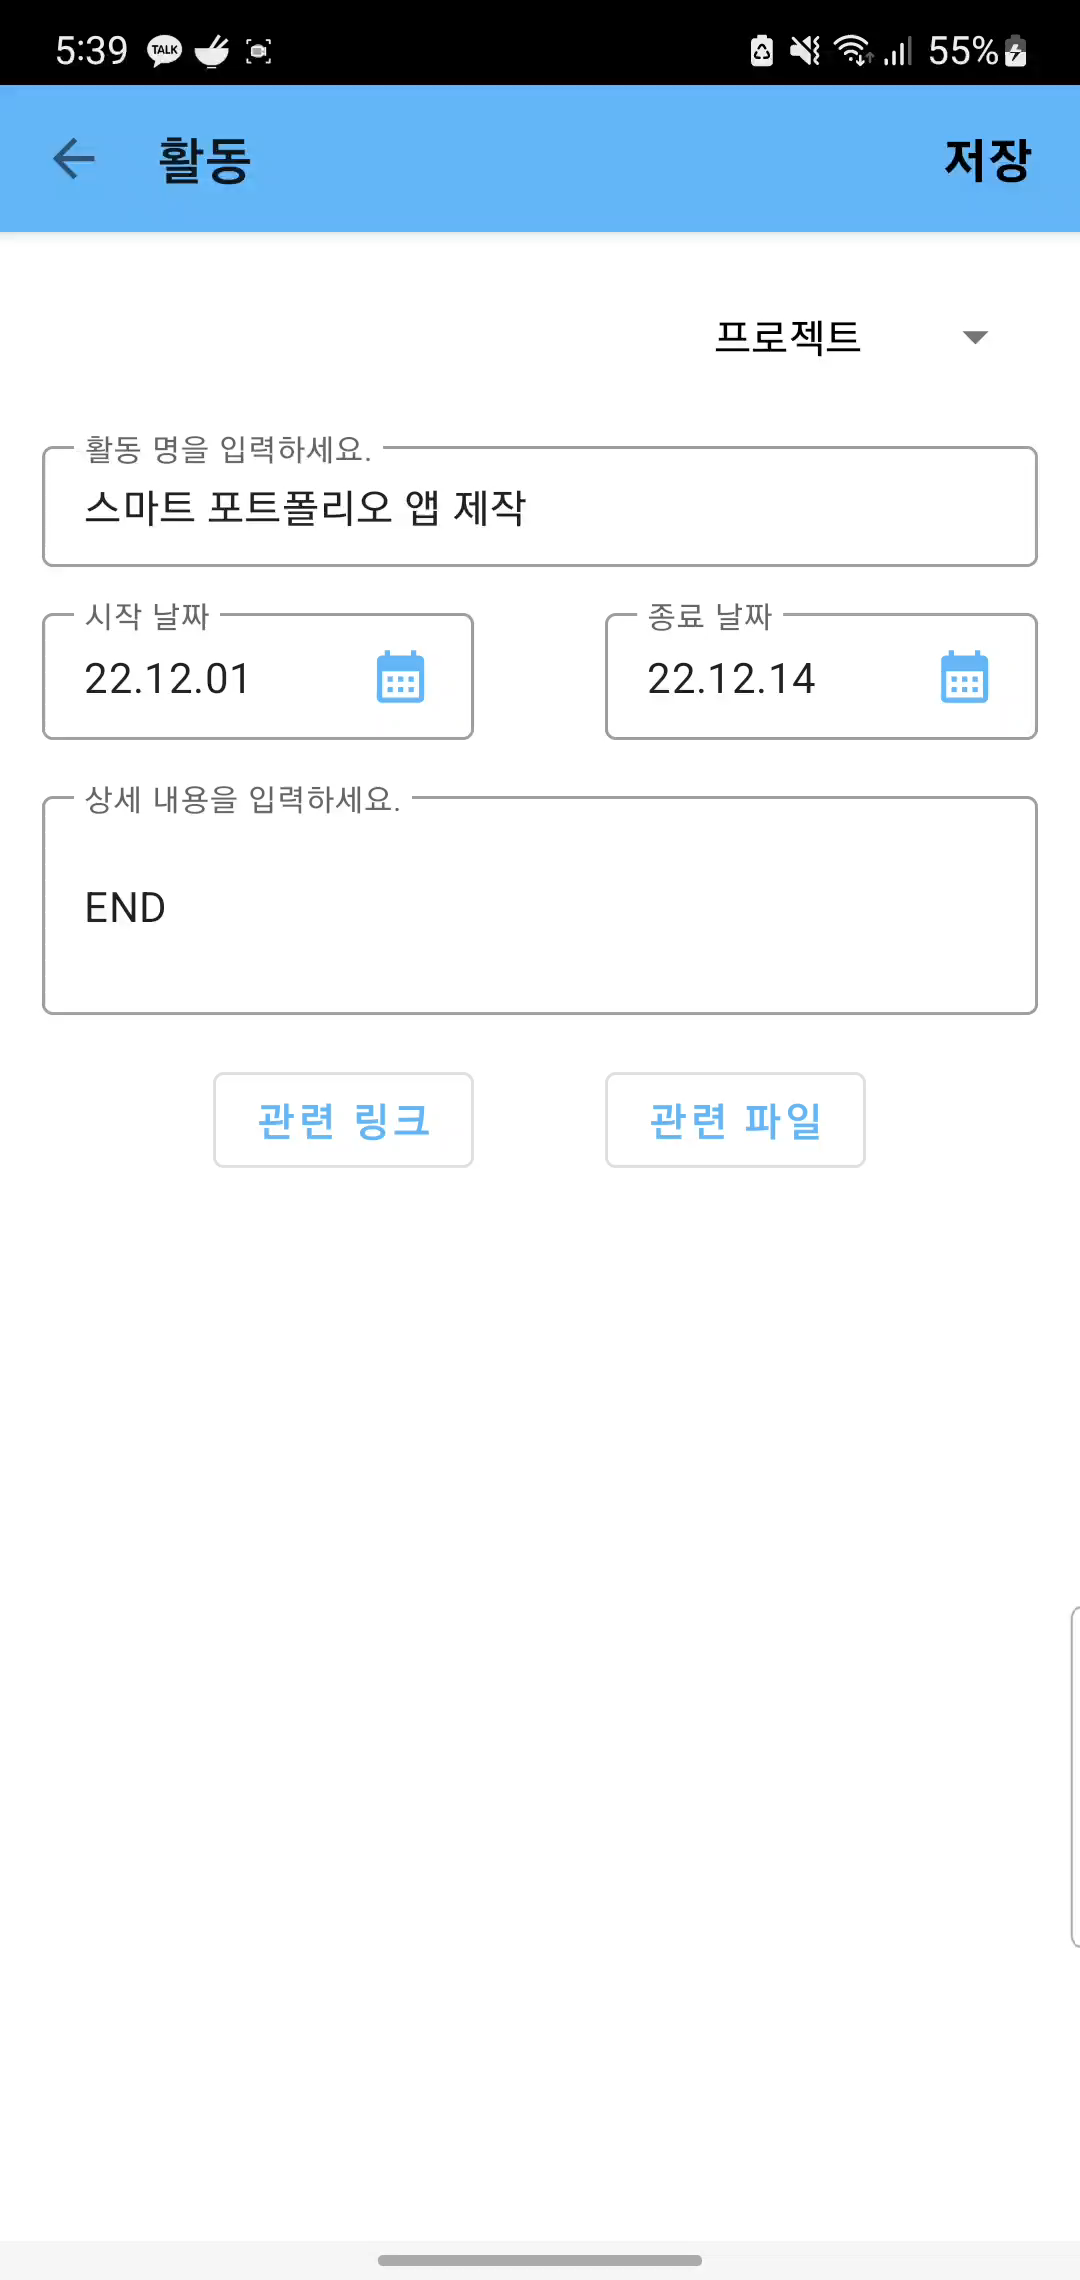 5:39 TALK 55%
활동 저장
프로젝트
활동 명을 입력하세요.
스마트 포트폴리오 앱 제작
시작 날짜 종료 날짜
22.12.01 22.12.14
상세 내용을 입력하세요.
END
관련 링크 관련 파일